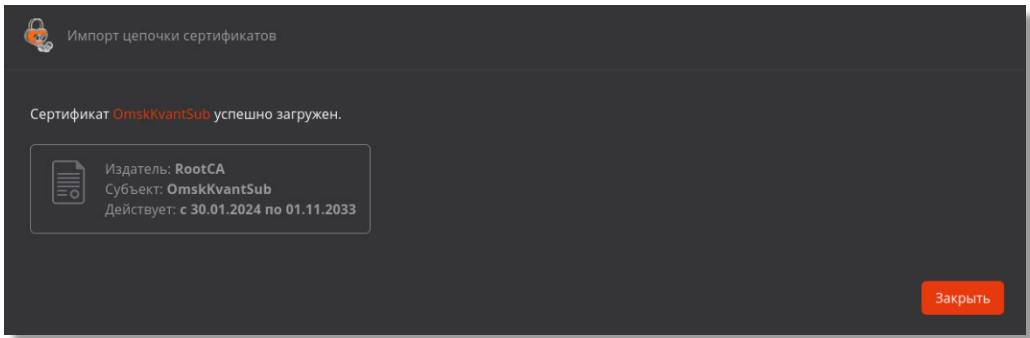 Импорт цепочки сертификатов
Сертификат OmskKvantSub успешно загружен.
Издатель: RootCA
Субъект: OmskKvantSub
Действует: с 30.01.2024 по 01.11.2033
Закрыть